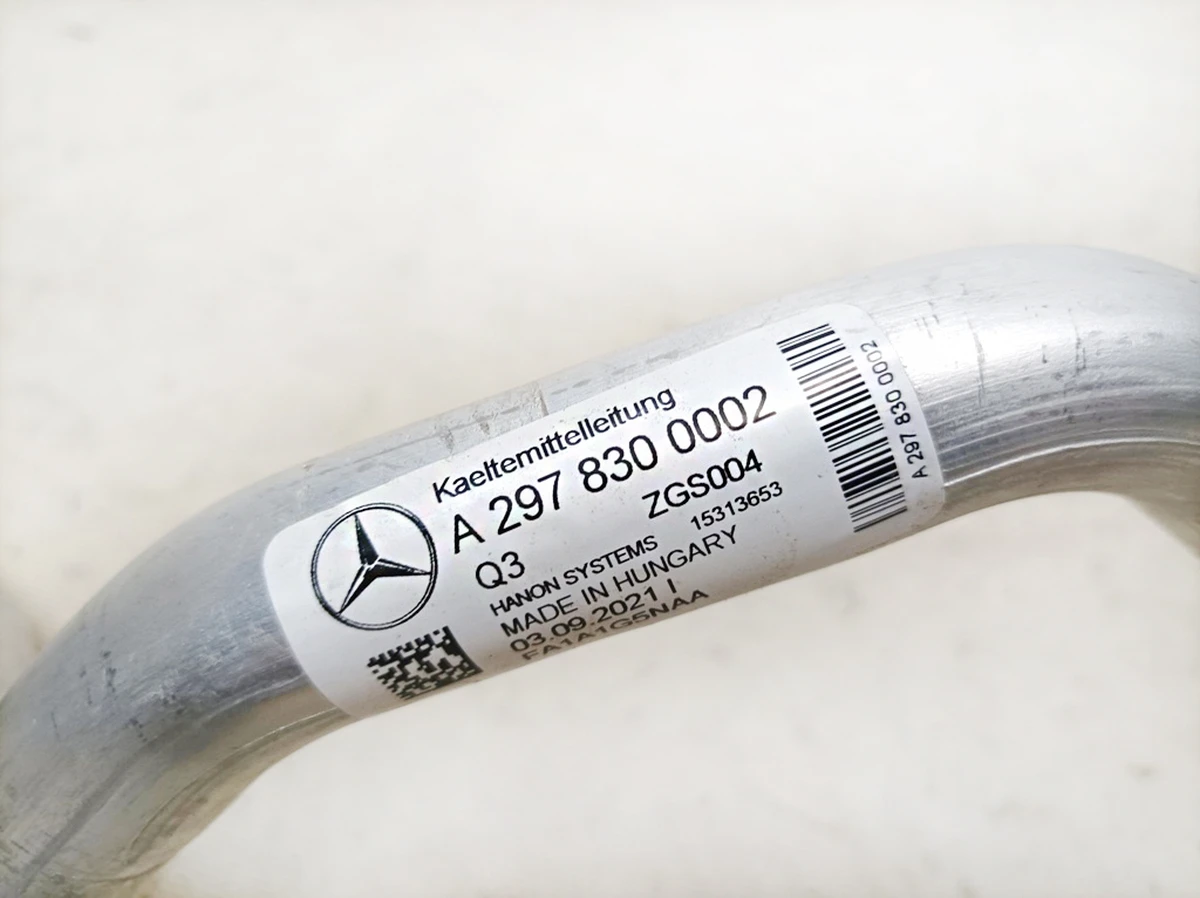 Kaeltemittelleitung
A 297 830 0002
ZGS004
Q3
15313653
HANON SYSTEMS
MADE IN HUNGARY
03.09.2021 I
FA1A1G5NAA
A 297 830 0002